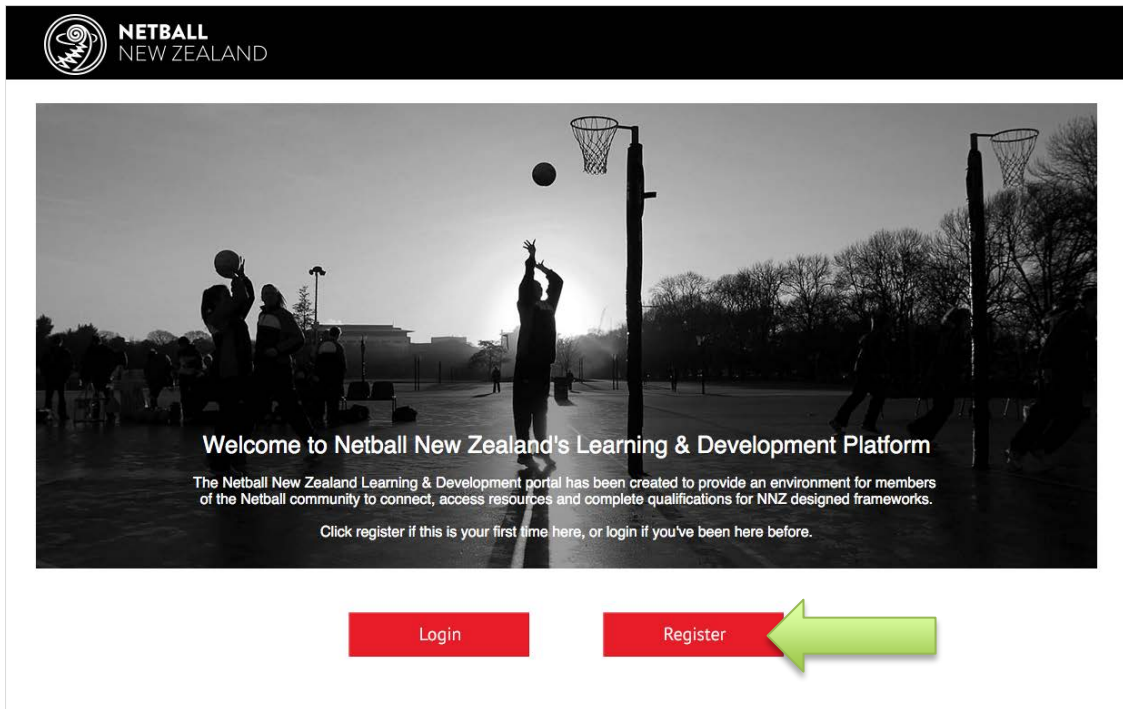 NETBALL
NEW ZEALAND
Welcome to Netball New Zealand's Learning & Development Platform
The Netball New Zealand Learning & Development portal has been created to provide an environment for members
of the Netball community to connect, access resources and complete qualifications for NNZ designed frameworks.
Click register if this is your first time here, or login if you've been here before.
Login
Register